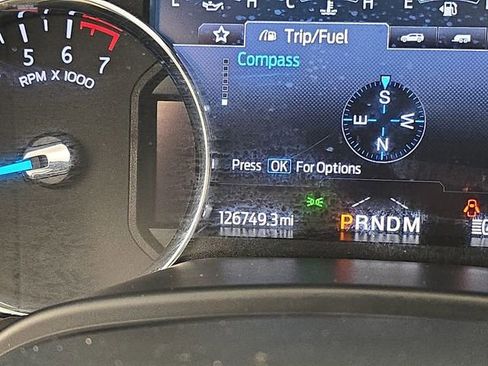 E H E F
Trip/Fuel
Compass
5 6 7
RPM X 1000
S
E W
N
Press OK For Options
126749.3 mi PRNDM